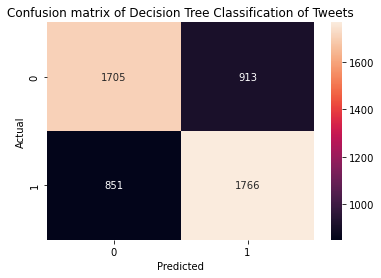 Confusion matrix of Decision Tree Classification of Tweets
0 1705 913
1 851 1766
0 1
Actual
Predicted
1600
1400
1200
1000